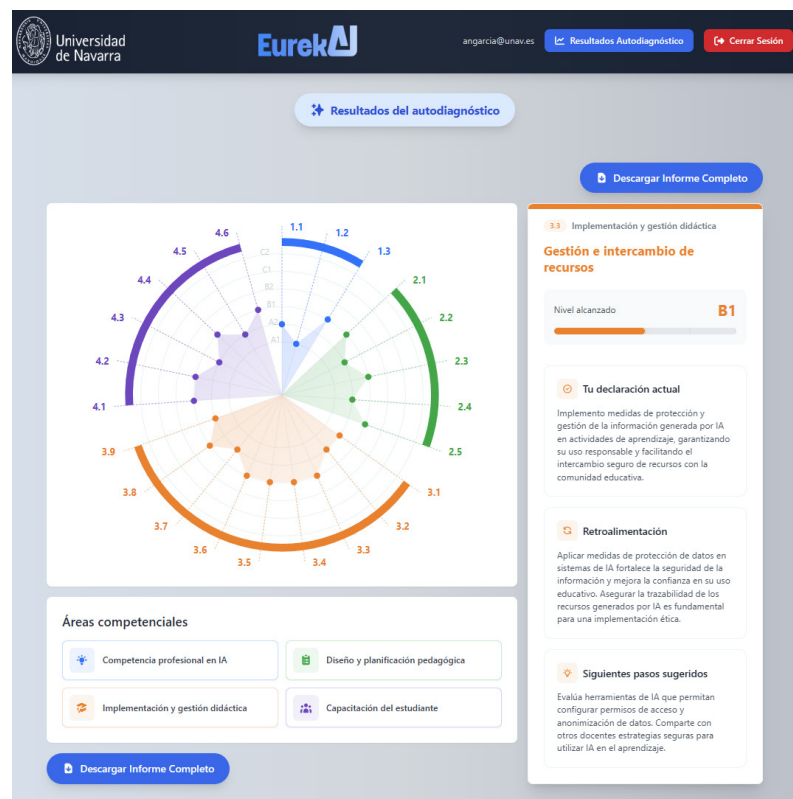 Universidad
de Navarra
EurekAI
angarcia@unav.es
Resultados Autodiagnóstico
Cerrar Sesión
Resultados del autodiagnóstico
Descargar Informe Completo
1.1
1.2
1.3
2.1
2.2
2.3
2.4
2.5
3.1
3.2
3.3
3.4
3.5
3.6
3.7
3.8
3.9
4.1
4.2
4.3
4.4
4.5
4.6
C2
C1
B2
B1
A2
A1
Áreas competenciales
Competencia profesional en IA
Diseño y planificación pedagógica
Implementación y gestión didáctica
Capacitación del estudiante
Descargar Informe Completo
3.3 Implementación y gestión didáctica
Gestión e intercambio de
recursos
Nivel alcanzado B1
Tu declaración actual
Implemento medidas de protección y
gestión de la información generada por IA
en actividades de aprendizaje, garantizando
su uso responsable y facilitando el
intercambio seguro de recursos con la
comunidad educativa.
Retroalimentación
Aplicar medidas de protección de datos en
sistemas de IA fortalece la seguridad de la
información y mejora la confianza en su uso
educativo. Asegurar la trazabilidad de los
recursos generados por IA es fundamental
para una implementación ética.
Siguientes pasos sugeridos
Evalúa herramientas de IA que permitan
configurar permisos de acceso y
anonimización de datos. Comparte con
otros docentes estrategias seguras para
utilizar IA en el aprendizaje.